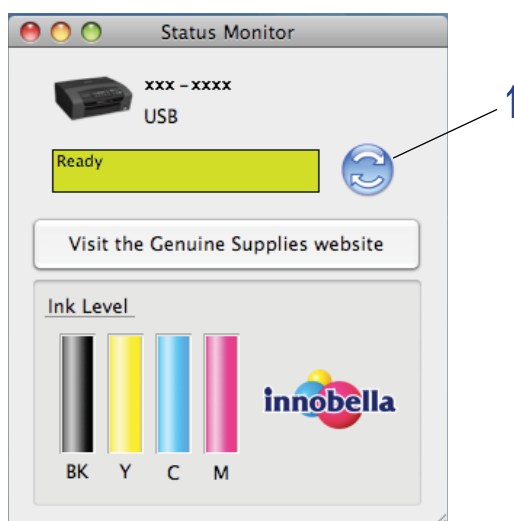 Status Monitor
xxx - xxxx
USB
1
Ready
Visit the Genuine Supplies website
Ink Level
innobella
BK Y C M